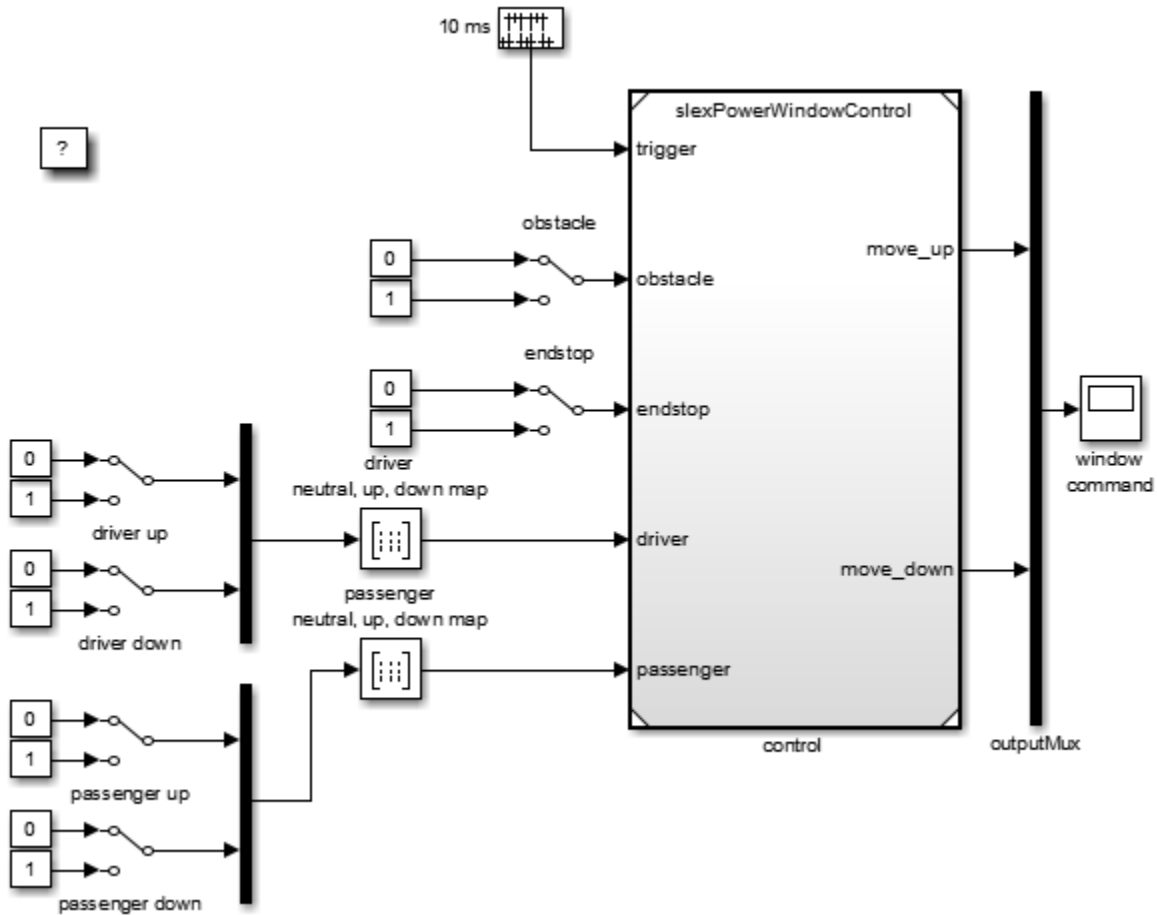 10 ms
slexPowerWindowControl
?
trigger
obstacle
0
1
obstacle
move_up
endstop
0
1
endstop
driver
neutral, up, down map
0
1
driver up
driver
window
command
0
1
driver down
move_down
passenger
neutral, up, down map
passenger
0
1
passenger up
control
outputMux
0
1
passenger down